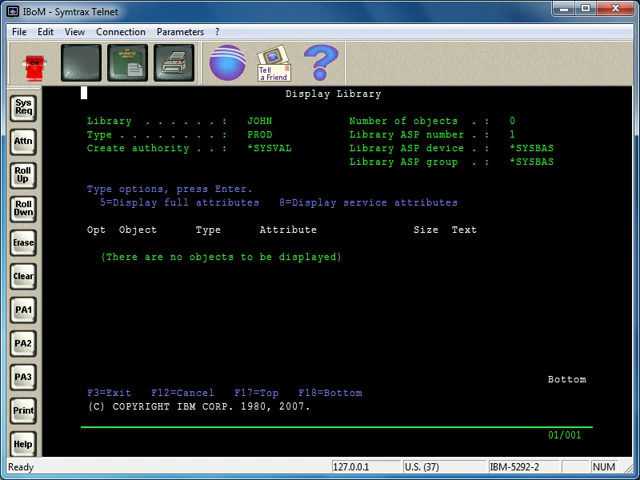 IBoM - Symtrax Telnet
File Edit View Connection Parameters ?
ON
Tell a Friend
Sys Req
Attn
Roll Up
Roll Dwn
Erase
Clear
PA1
PA2
PA3
Print
Help
Display Library
Library . . . . . . : JOHN Number of objects . : 0
Type . . . . . . . . : PROD Library ASP number . : 1
Create authority . . : *SYSVAL Library ASP device . : *SYSBAS
Library ASP group . : *SYSBAS
Type options, press Enter.
5=Display full attributes 8=Display service attributes
Opt Object Type Attribute Size Text
(There are no objects to be displayed)
Bottom
F3=Exit F12=Cancel F17=Top F18=Bottom
(C) COPYRIGHT IBM CORP. 1980, 2007.
01/001
Ready 127.0.0.1 U.S. (37) IBM-5292-2 NUM